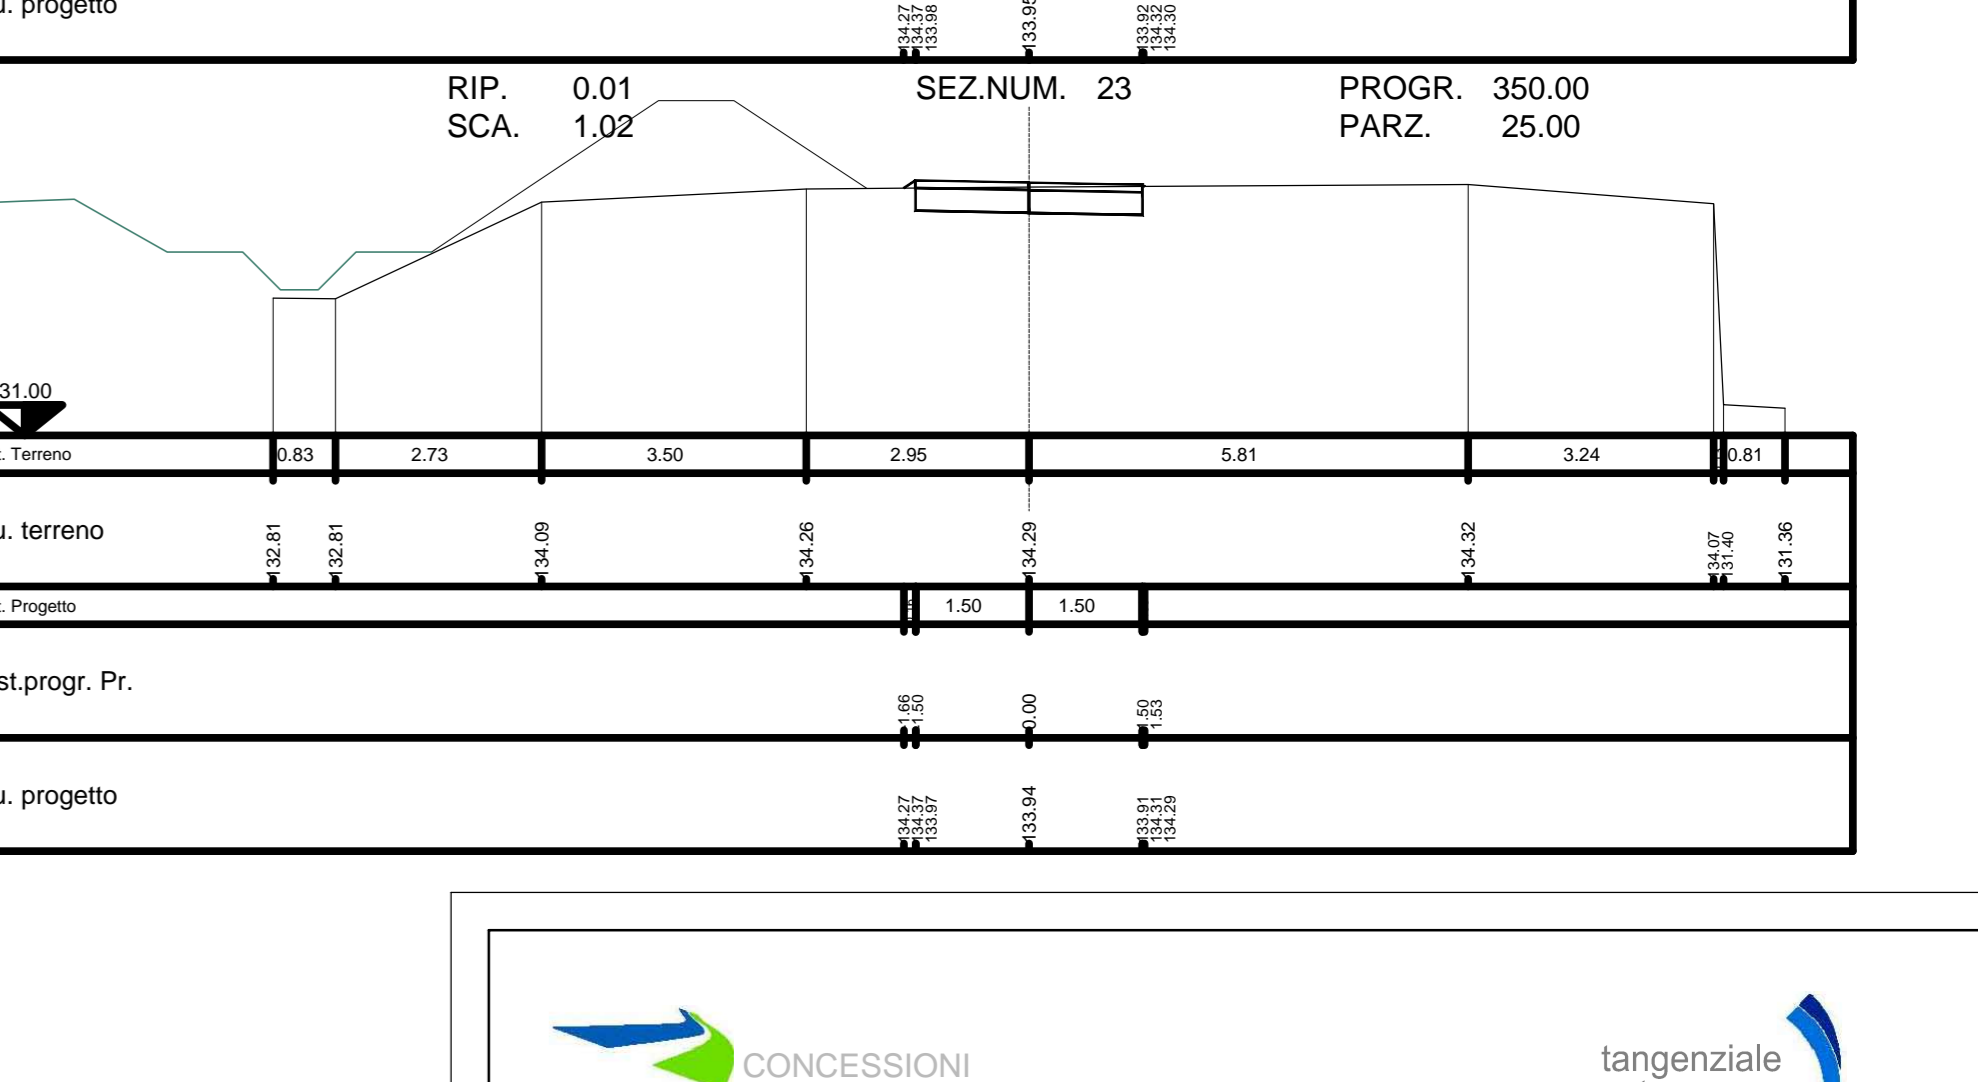 u. progetto
134.27
134.37
133.98
133.95
133.92
134.32
134.30
RIP. 0.01 SEZ.NUM. 23 PROGR. 350.00
SCA. 1.02 PARZ. 25.00
31.00
t. Terreno 0.83 2.73 3.50 2.95 5.81 3.24 0.81
u. terreno 132.81 132.81 134.09 134.26 134.29 134.32 134.07 131.40 131.36
t. Progetto 1.50 1.50
st.progr. Pr. 1.66 1.50 0.00 1.50 1.53
u. progetto
134.27
134.37
133.97
133.94
133.91
134.31
134.29
CONCESSIONI
tangenziale